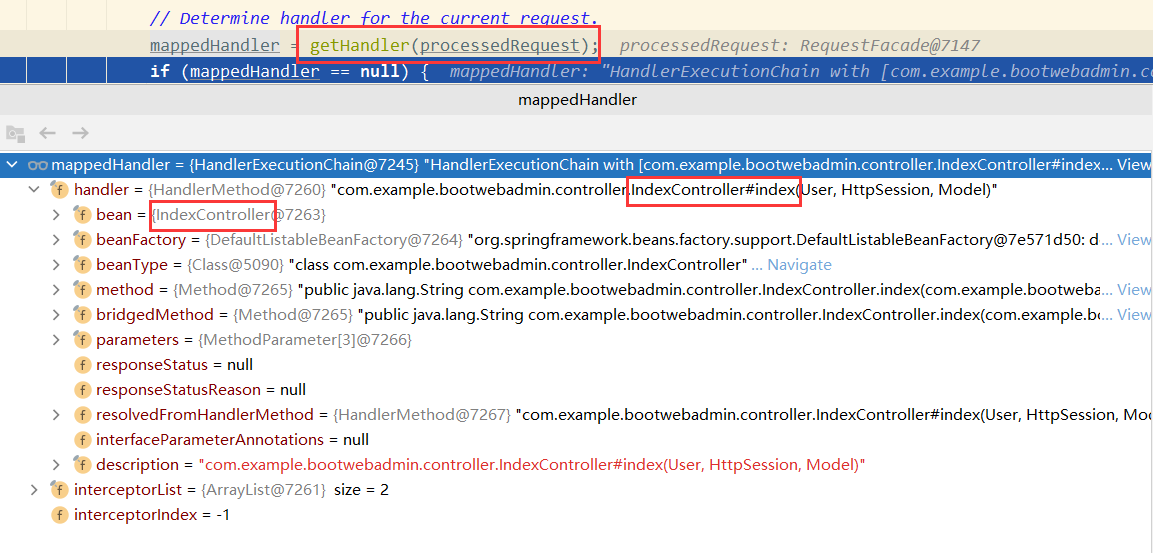 // Determine handler for the current request.
mappedHandler = getHandler(processedRequest); processedRequest: RequestFacade@7147
if (mappedHandler == null) { mappedHandler: "HandlerExecutionChain with [com.example.bootwebadmin.co
mappedHandler
mappedHandler = {HandlerExecutionChain@7245} "HandlerExecutionChain with [com.example.bootwebadmin.controller.IndexController#index... View
handler = {HandlerMethod@7260} "com.example.bootwebadmin.controller.IndexController#index(User, HttpSession, Model)"
bean = {IndexController@7263}
beanFactory = {DefaultListableBeanFactory@7264} "org.springframework.beans.factory.support.DefaultListableBeanFactory@7e571d50: d... View
beanType = {Class@5090} "class com.example.bootwebadmin.controller.IndexController" ... Navigate
method = {Method@7265} "public java.lang.String com.example.bootwebadmin.controller.IndexController.index(com.example.bootweba... View
bridgedMethod = {Method@7265} "public java.lang.String com.example.bootwebadmin.controller.IndexController.index(com.example.bo... View
parameters = {MethodParameter[3]@7266}
responseStatus = null
responseStatusReason = null
resolvedFromHandlerMethod = {HandlerMethod@7267} "com.example.bootwebadmin.controller.IndexController#index(User, HttpSession, Mo... View
interfaceParameterAnnotations = null
description = "com.example.bootwebadmin.controller.IndexController#index(User, HttpSession, Model)"
interceptorList = {ArrayList@7261} size = 2
interceptorIndex = -1